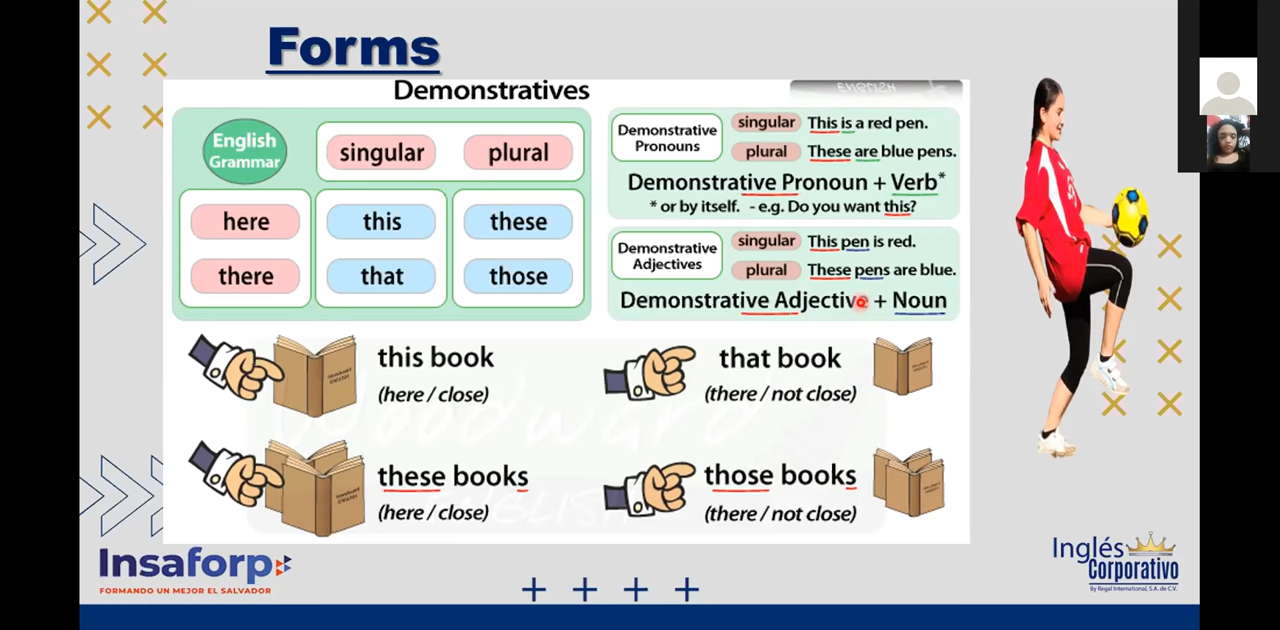 Forms
Demonstratives
English
Grammar
singular
plural
here
this
these
there
that
those
ENGLISH
Demonstrative
Pronouns
singular This is a red pen.
plural These are blue pens.
Demonstrative Pronoun + Verb*
* or by itself. - e.g. Do you want this?
Demonstrative
Adjectives
singular This pen is red.
plural These pens are blue.
Demonstrative Adjective + Noun
this book
(here / close)
that book
(there / not close)
these books
(here / close)
those books
(there / not close)
Woodward
ENGLISH
Insaforp
FORMANDO UN MEJOR EL SALVADOR
Inglés
Corporativo
By Regal International, S.A. de C.V.